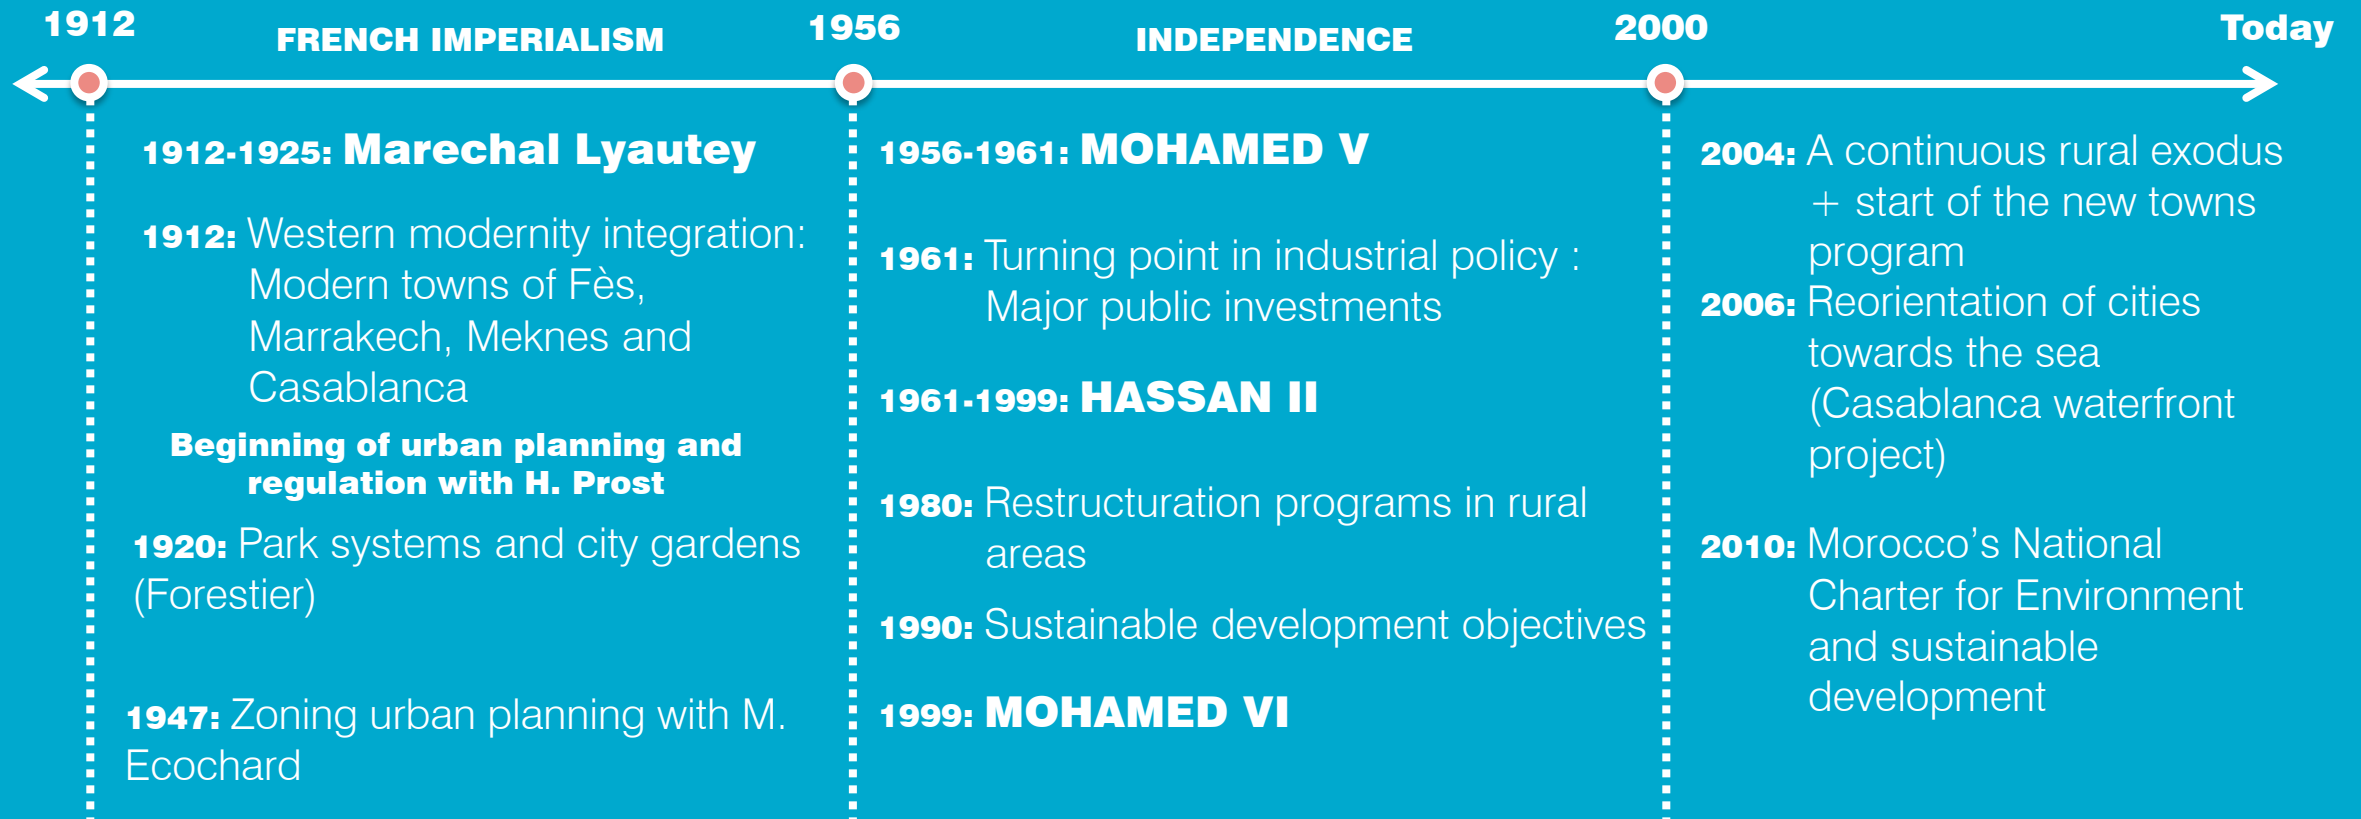 1912
FRENCH IMPERIALISM
1956
INDEPENDENCE
2000
Today
1912-1925: Marechal Lyautey
1912: Western modernity integration:
Modern towns of Fès,
Marrakech, Meknes and
Casablanca
Beginning of urban planning and
regulation with H. Prost
1920: Park systems and city gardens
(Forestier)
1947: Zoning urban planning with M.
Ecochard
1956-1961: MOHAMED V
1961: Turning point in industrial policy :
Major public investments
1961-1999: HASSAN II
1980: Restructuration programs in rural
areas
1990: Sustainable development objectives
1999: MOHAMED VI
2004: A continuous rural exodus
+ start of the new towns
program
2006: Reorientation of cities
towards the sea
(Casablanca waterfront
project)
2010: Morocco’s National
Charter for Environment
and sustainable
development